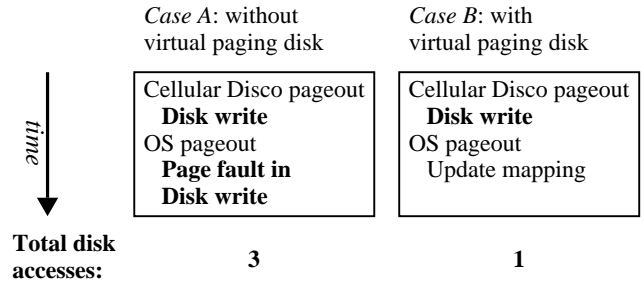 Case A: without
virtual paging disk
Case B: with
virtual paging disk
time
Cellular Disco pageout
Disk write
OS pageout
Page fault in
Disk write
Cellular Disco pageout
Disk write
OS pageout
Update mapping
Total disk
accesses:
3
1